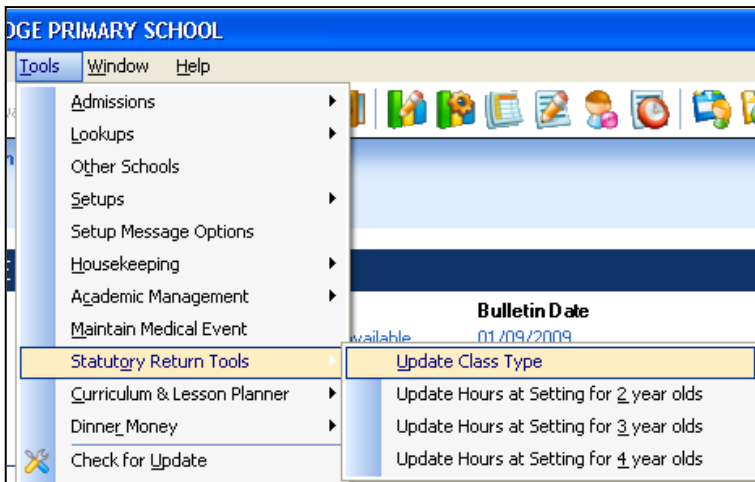 DGE PRIMARY SCHOOL
Tools Window Help
Admissions
Lookups
Other Schools
Setups
Setup Message Options
Housekeeping
Academic Management
Bulletin Date
Maintain Medical Event
vailable 01/09/2009
Statutory Return Tools
Update Class Type
Curriculum & Lesson Planner
Update Hours at Setting for 2 year olds
Dinner Money
Update Hours at Setting for 3 year olds
Check for Update
Update Hours at Setting for 4 year olds